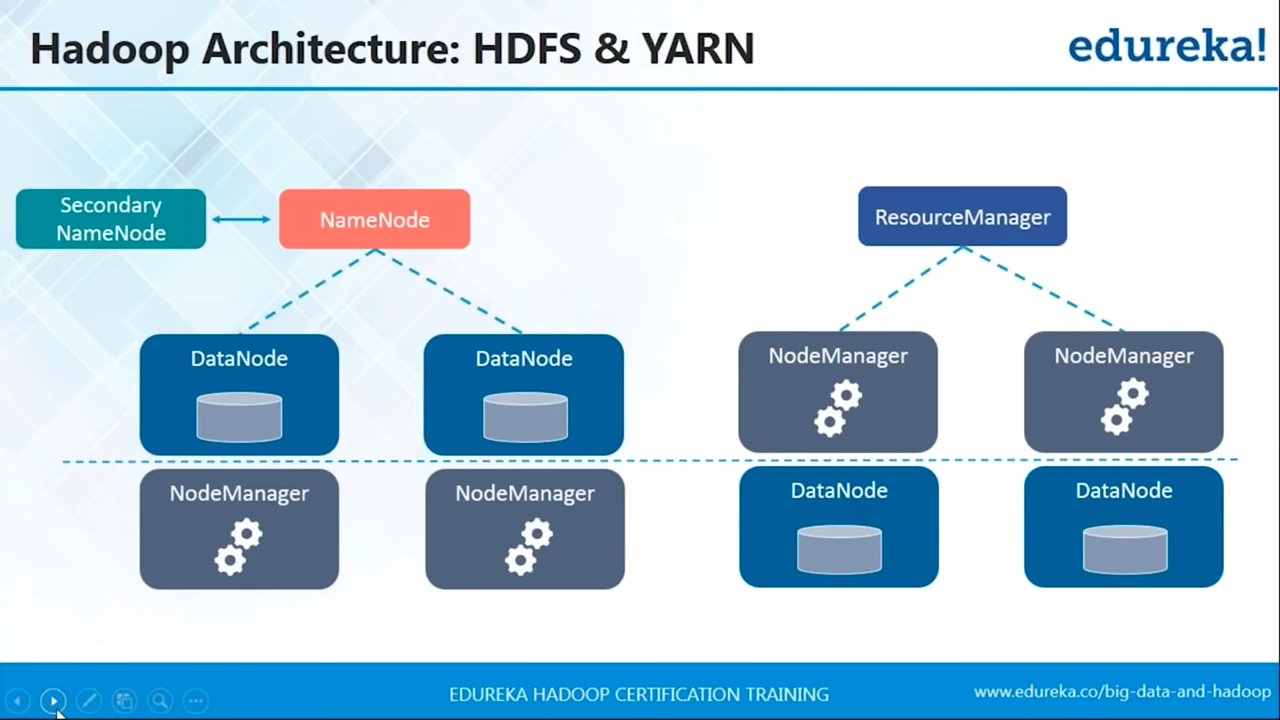 Hadoop Architecture: HDFS & YARN
edureka!
Secondary
NameNode
NameNode
ResourceManager
DataNode
DataNode
NodeManager
NodeManager
NodeManager
NodeManager
DataNode
DataNode
EDUREKA HADOOP CERTIFICATION TRAINING
www.edureka.co/big-data-and-hadoop